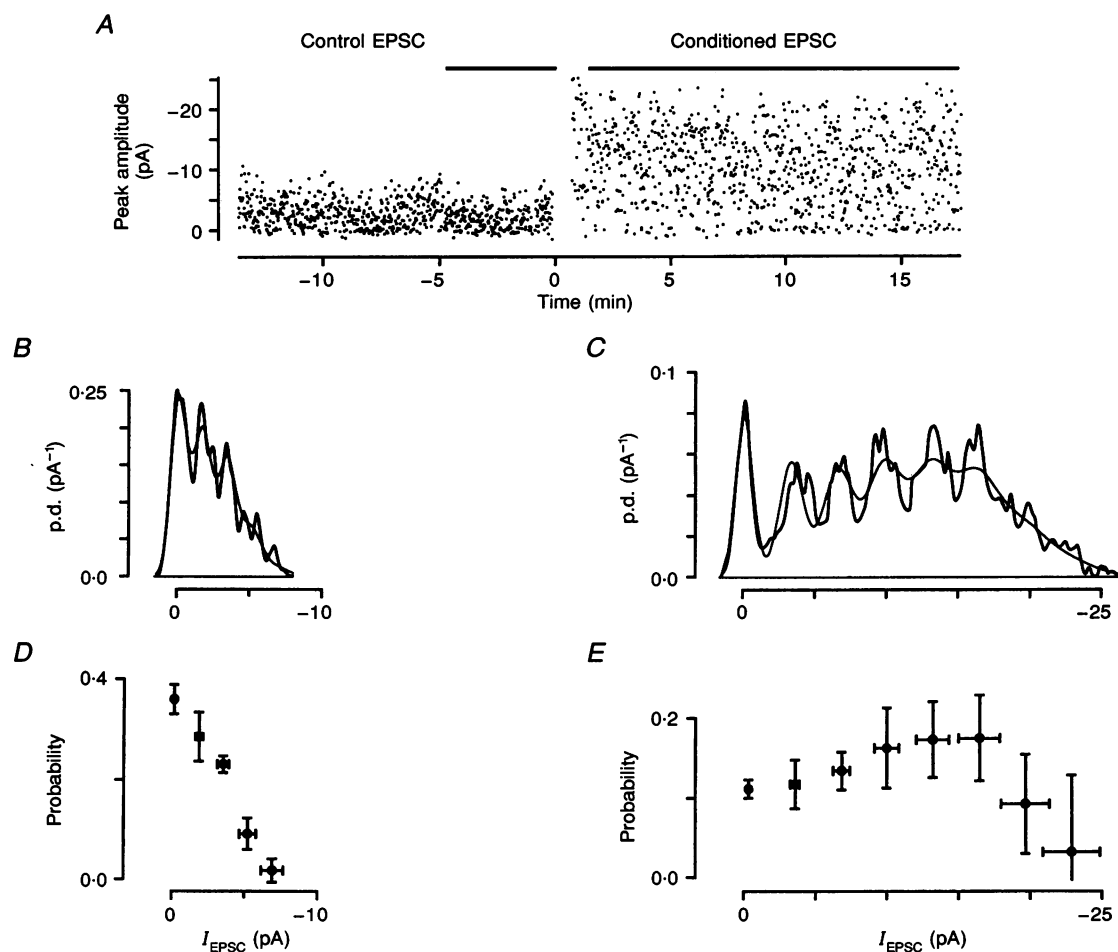 A
Control EPSC
Conditioned EPSC
Peak amplitude
(pA)
−20
−10
0
−10
−5
0
5
10
15
Time (min)
B
0·25
p.d. (pA⁻¹)
0·0
0
−10
C
0·1
p.d. (pA⁻¹)
0·0
0
−25
D
0·4
Probability
0·0
0
−10
I_EPSC (pA)
E
0·2
Probability
0·0
0
−25
I_EPSC (pA)